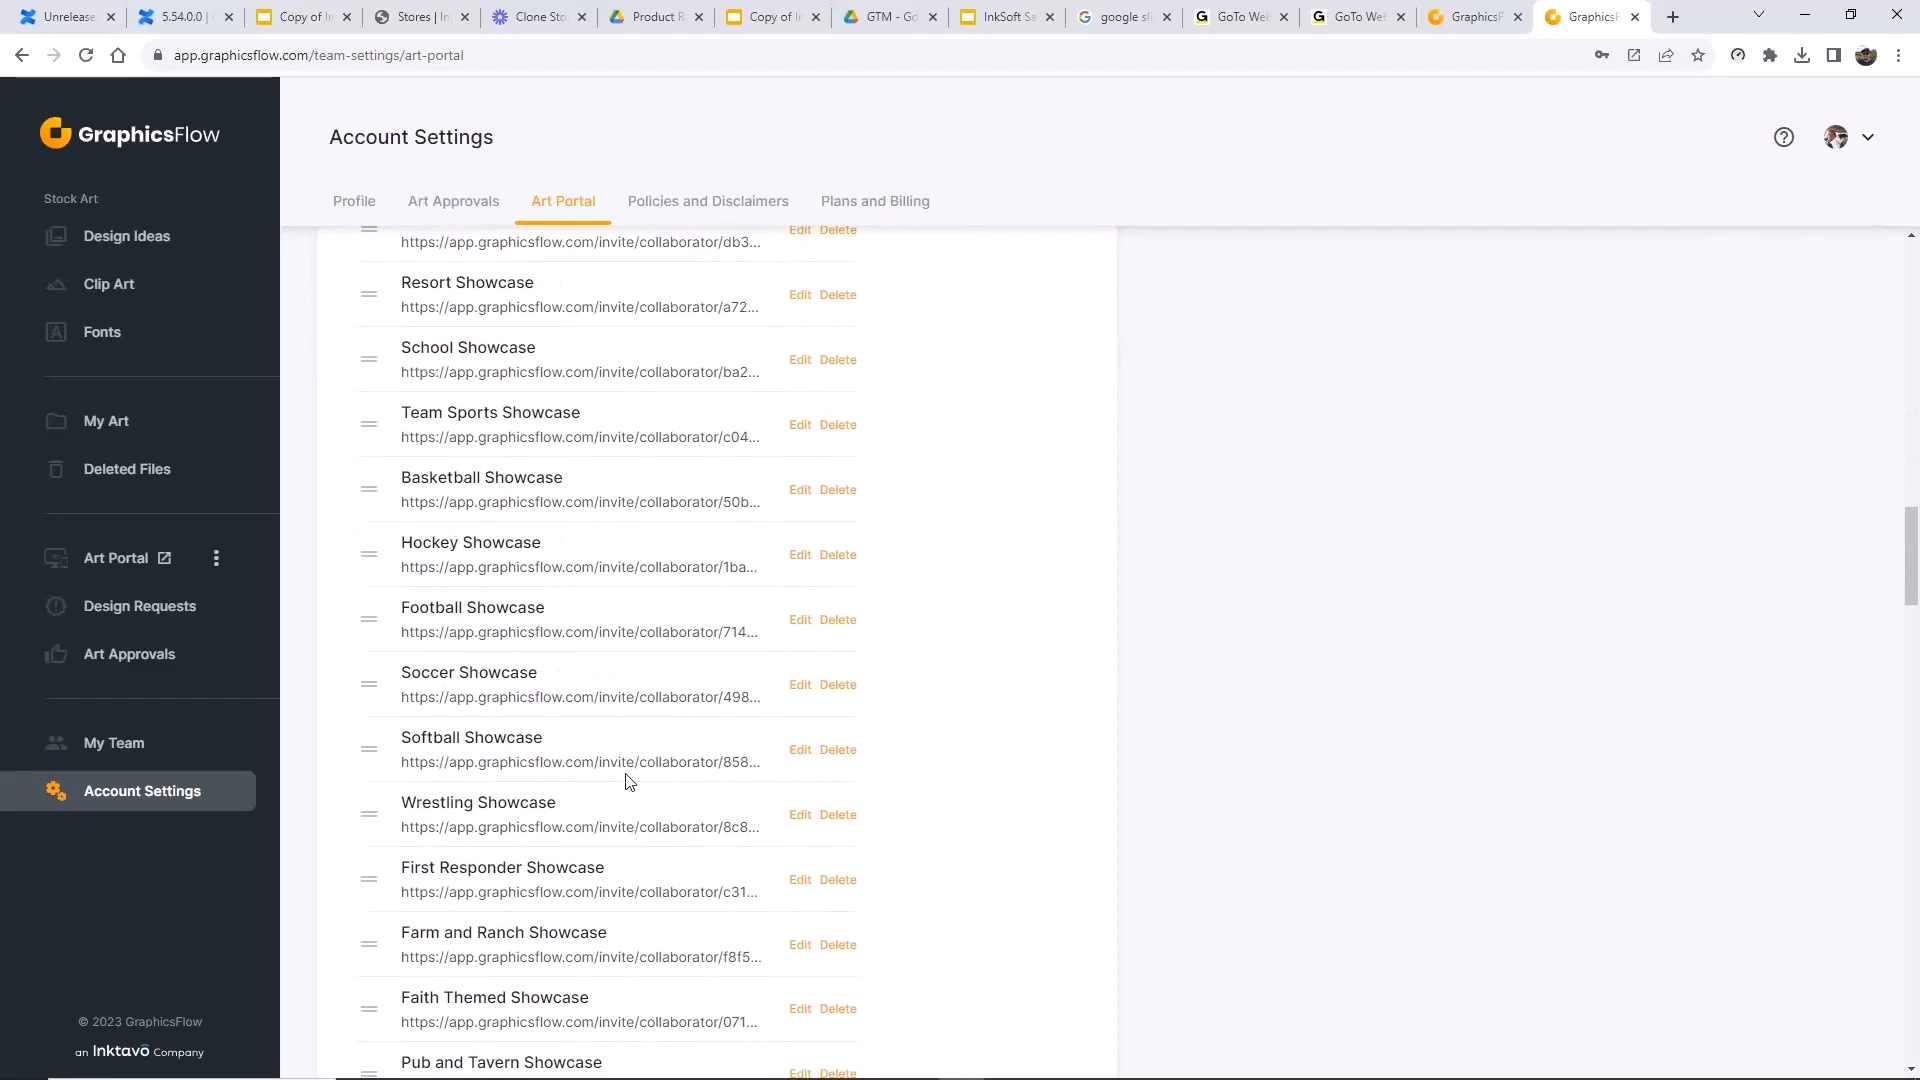 Unrelease
5.54.0.0 |
Copy of In
Stores | In
Clone Sto
Product R
Copy of In
GTM - Go
InkSoft Sa
google sli
GoTo Web
GoTo Web
GraphicsF
GraphicsF
app.graphicsflow.com/team-settings/art-portal
GraphicsFlow
Account Settings
Profile
Art Approvals
Art Portal
Policies and Disclaimers
Plans and Billing
Stock Art
Design Ideas
Clip Art
Fonts
My Art
Deleted Files
Art Portal
Design Requests
Art Approvals
My Team
Account Settings
© 2023 GraphicsFlow
an Inktavo Company
https://app.graphicsflow.com/invite/collaborator/db3...
Edit Delete
Resort Showcase
https://app.graphicsflow.com/invite/collaborator/a72...
Edit Delete
School Showcase
https://app.graphicsflow.com/invite/collaborator/ba2...
Edit Delete
Team Sports Showcase
https://app.graphicsflow.com/invite/collaborator/c04...
Edit Delete
Basketball Showcase
https://app.graphicsflow.com/invite/collaborator/50b...
Edit Delete
Hockey Showcase
https://app.graphicsflow.com/invite/collaborator/1ba...
Edit Delete
Football Showcase
https://app.graphicsflow.com/invite/collaborator/714...
Edit Delete
Soccer Showcase
https://app.graphicsflow.com/invite/collaborator/498...
Edit Delete
Softball Showcase
https://app.graphicsflow.com/invite/collaborator/858...
Edit Delete
Wrestling Showcase
https://app.graphicsflow.com/invite/collaborator/8c8...
Edit Delete
First Responder Showcase
https://app.graphicsflow.com/invite/collaborator/c31...
Edit Delete
Farm and Ranch Showcase
https://app.graphicsflow.com/invite/collaborator/f8f5...
Edit Delete
Faith Themed Showcase
https://app.graphicsflow.com/invite/collaborator/071...
Edit Delete
Pub and Tavern Showcase
Edit Delete